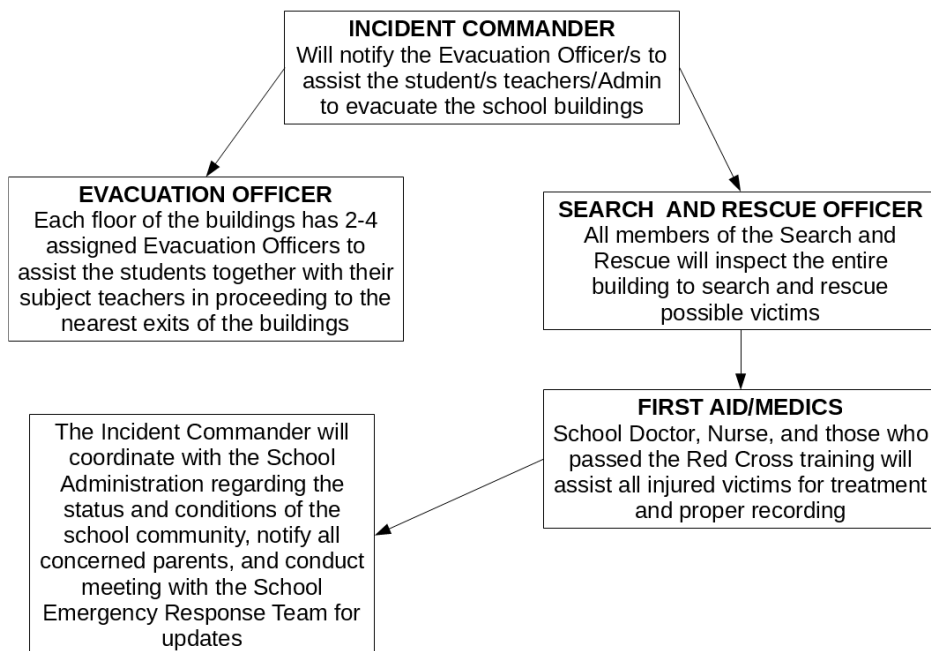 INCIDENT COMMANDER
Will notify the Evacuation Officer/s to
assist the student/s teachers/Admin
to evacuate the school buildings
EVACUATION OFFICER
Each floor of the buildings has 2-4
assigned Evacuation Officers to
assist the students together with their
subject teachers in proceeding to the
nearest exits of the buildings
SEARCH  AND RESCUE OFFICER
All members of the Search and
Rescue will inspect the entire
building to search and rescue
possible victims
FIRST AID/MEDICS
School Doctor, Nurse, and those who
passed the Red Cross training will
assist all injured victims for treatment
and proper recording
The Incident Commander will
coordinate with the School
Administration regarding the
status and conditions of the
school community, notify all
concerned parents, and conduct
meeting with the School
Emergency Response Team for
updates